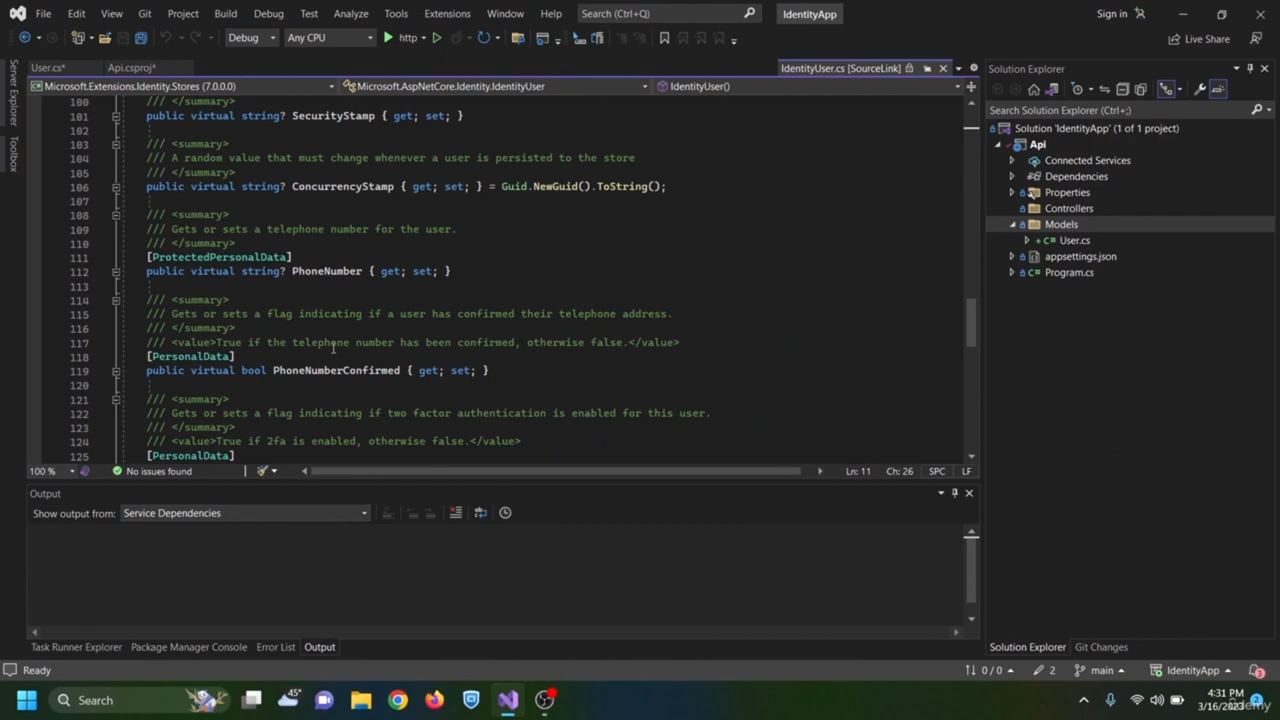 File Edit View Git Project Build Debug Test Analyze Tools Extensions Window Help Search (Ctrl+Q) IdentityApp Sign in
Debug Any CPU http Live Share
Server Explorer
Toolbox
User.cs* Api.csproj* IdentityUser.cs [SourceLink]
Microsoft.Extensions.Identity.Stores (7.0.0.0) Microsoft.AspNetCore.Identity.IdentityUser IdentityUser()
100 /// </summary>
101 public virtual string? SecurityStamp { get; set; }
102
103 /// <summary>
104 /// A random value that must change whenever a user is persisted to the store
105 /// </summary>
106 public virtual string? ConcurrencyStamp { get; set; } = Guid.NewGuid().ToString();
107
108 /// <summary>
109 /// Gets or sets a telephone number for the user.
110 /// </summary>
111 [ProtectedPersonalData]
112 public virtual string? PhoneNumber { get; set; }
113
114 /// <summary>
115 /// Gets or sets a flag indicating if a user has confirmed their telephone address.
116 /// </summary>
117 /// <value>True if the telephone number has been confirmed, otherwise false.</value>
118 [PersonalData]
119 public virtual bool PhoneNumberConfirmed { get; set; }
120
121 /// <summary>
122 /// Gets or sets a flag indicating if two factor authentication is enabled for this user.
123 /// </summary>
124 /// <value>True if 2fa is enabled, otherwise false.</value>
125 [PersonalData]
100 % No issues found Ln: 11 Ch: 26 SPC LF
Output
Show output from: Service Dependencies
Task Runner Explorer Package Manager Console Error List Output
Solution Explorer
Search Solution Explorer (Ctrl+;)
Solution 'IdentityApp' (1 of 1 project)
Api
Connected Services
Dependencies
Properties
Controllers
Models
User.cs
appsettings.json
Program.cs
Solution Explorer Git Changes
Ready 0 / 0 2 main IdentityApp 3
Search 45° 4:31 PM
3/16/2023 2
Udemy